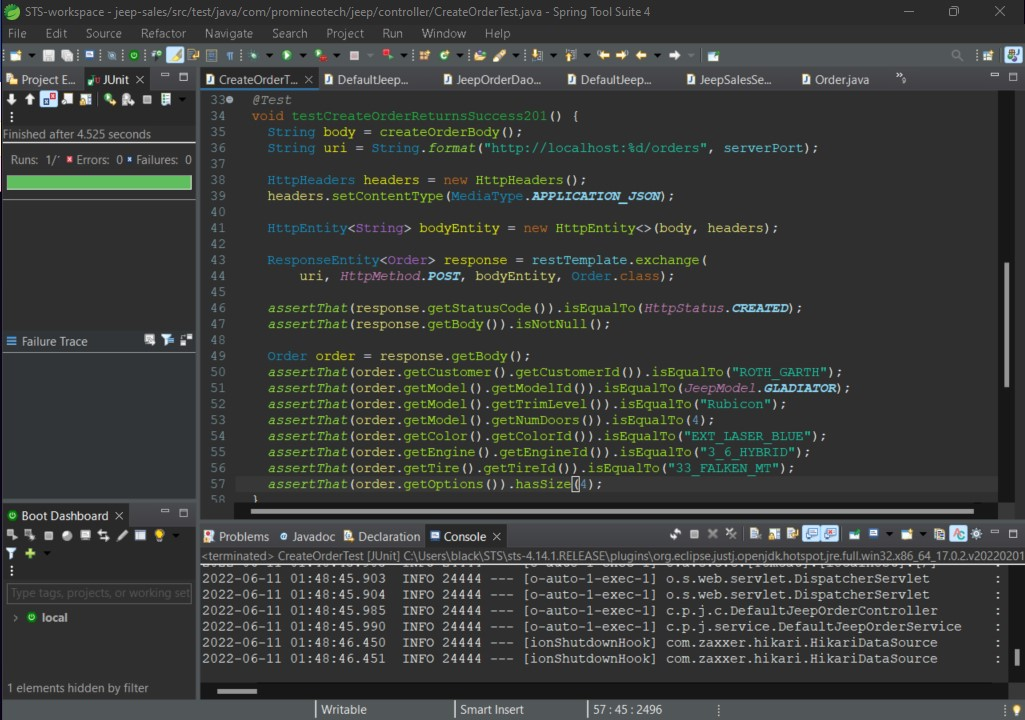 STS-workspace - jeep-sales/src/test/java/com/promineotech/jeep/controller/CreateOrderTest.java - Spring Tool Suite 4
File Edit Source Refactor Navigate Search Project Run Window Help
Project E... JUnit
CreateOrderT... DefaultJeep... JeepOrderDao... DefaultJeep... JeepSalesSe... Order.java
Finished after 4.525 seconds
Runs: 1/ Errors: 0 Failures: 0
33 @Test
34 void testCreateOrderReturnsSuccess201() {
35 String body = createOrderBody();
36 String uri = String.format("http://localhost:%d/orders", serverPort);
37
38 HttpHeaders headers = new HttpHeaders();
39 headers.setContentType(MediaType.APPLICATION_JSON);
40
41 HttpEntity<String> bodyEntity = new HttpEntity<>(body, headers);
42
43 ResponseEntity<Order> response = restTemplate.exchange(
44 uri, HttpMethod.POST, bodyEntity, Order.class);
45
46 assertThat(response.getStatusCode()).isEqualTo(HttpStatus.CREATED);
47 assertThat(response.getBody()).isNotNull();
48
49 Order order = response.getBody();
50 assertThat(order.getCustomer().getCustomerId()).isEqualTo("ROTH_GARTH");
51 assertThat(order.getModel().getModelId()).isEqualTo(JeepModel.GLADIATOR);
52 assertThat(order.getModel().getTrimLevel()).isEqualTo("Rubicon");
53 assertThat(order.getModel().getNumDoors()).isEqualTo(4);
54 assertThat(order.getColor().getColorId()).isEqualTo("EXT_LASER_BLUE");
55 assertThat(order.getEngine().getEngineId()).isEqualTo("3_6_HYBRID");
56 assertThat(order.getTire().getTireId()).isEqualTo("33_FALKEN_MT");
57 assertThat(order.getOptions()).hasSize(4);
58 }
Failure Trace
Boot Dashboard
Type tags, projects, or working set
local
1 elements hidden by filter
Problems Javadoc Declaration Console
<terminated> CreateOrderTest [JUnit] C:\Users\black\STS\sts-4.14.1.RELEASE\plugins\org.eclipse.justj.openjdk.hotspot.jre.full.win32.x86_64_17.0.2.v20220201
2022-06-11 01:48:45.903 INFO 24444 --- [o-auto-1-exec-1] o.s.web.servlet.DispatcherServlet :
2022-06-11 01:48:45.904 INFO 24444 --- [o-auto-1-exec-1] o.s.web.servlet.DispatcherServlet :
2022-06-11 01:48:45.985 INFO 24444 --- [o-auto-1-exec-1] c.p.j.c.DefaultJeepOrderController :
2022-06-11 01:48:45.990 INFO 24444 --- [o-auto-1-exec-1] c.p.j.service.DefaultJeepOrderService :
2022-06-11 01:48:46.450 INFO 24444 --- [ionShutdownHook] com.zaxxer.hikari.HikariDataSource :
2022-06-11 01:48:46.451 INFO 24444 --- [ionShutdownHook] com.zaxxer.hikari.HikariDataSource :
Writable Smart Insert 57 : 45 : 2496